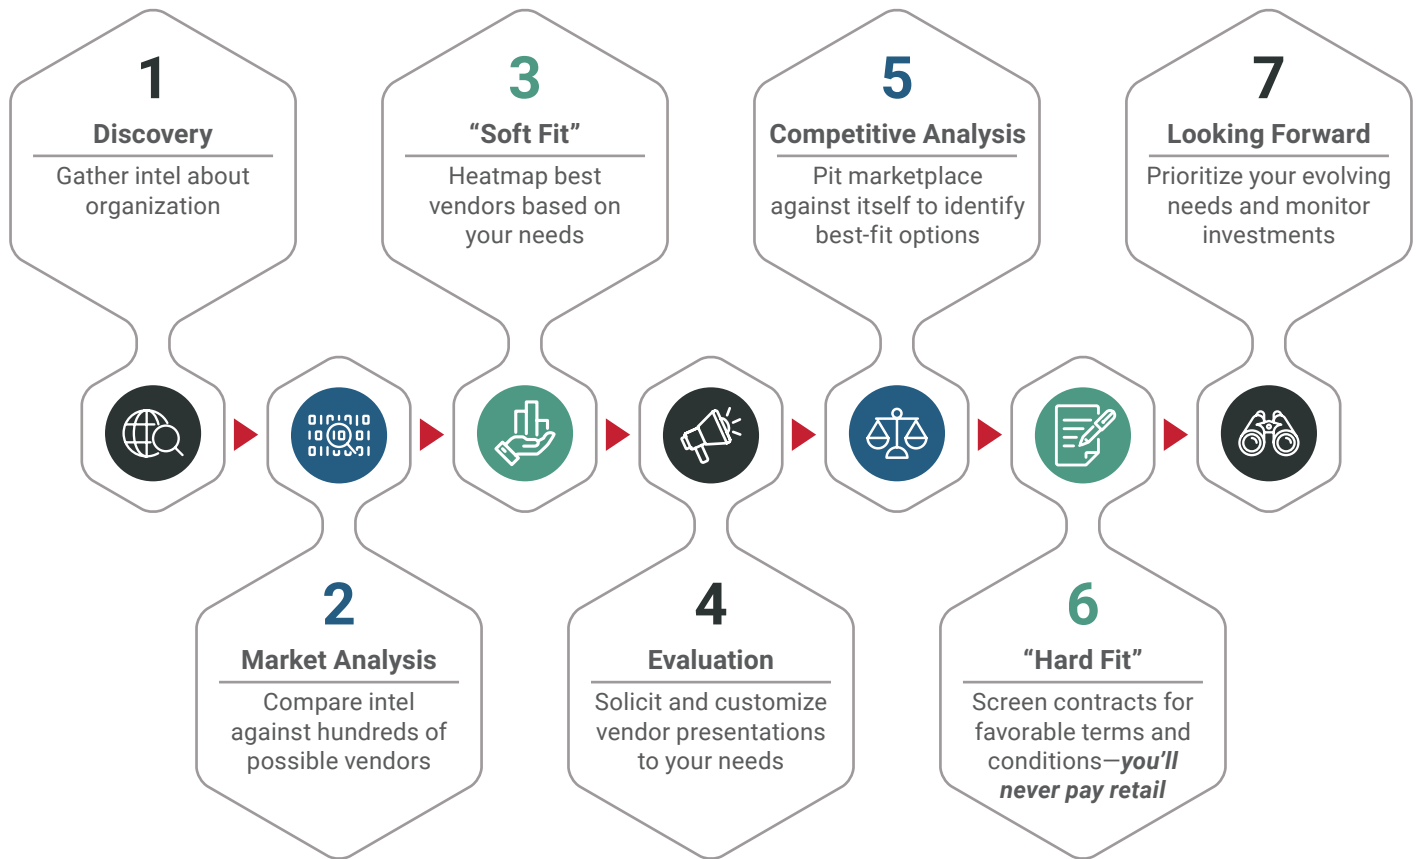 1
Discovery
Gather intel about
organization
2
Market Analysis
Compare intel
against hundreds of
possible vendors
3
“Soft Fit”
Heatmap best
vendors based on
your needs
4
Evaluation
Solicit and customize
vendor presentations
to your needs
5
Competitive Analysis
Pit marketplace
against itself to identify
best-fit options
6
“Hard Fit”
Screen contracts for
favorable terms and
conditions—you’ll
never pay retail
7
Looking Forward
Prioritize your evolving
needs and monitor
investments